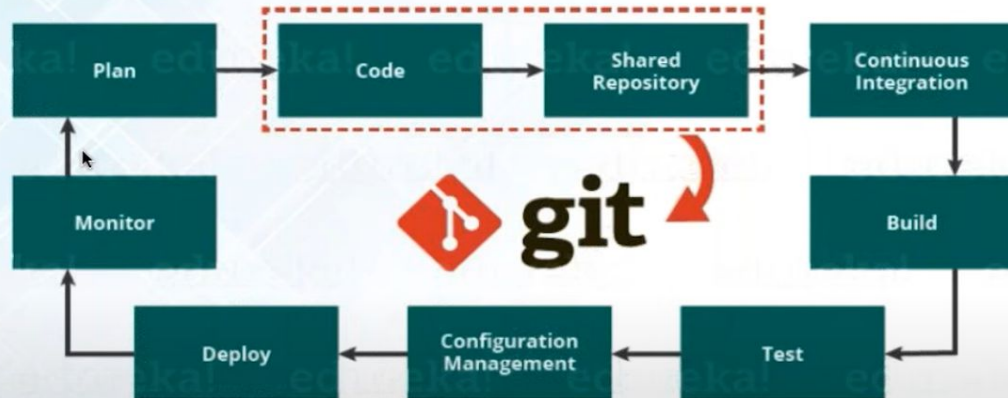 Plan
Code
Shared
Repository
Continuous
Integration
Monitor
git
Build
Deploy
Configuration
Management
Test